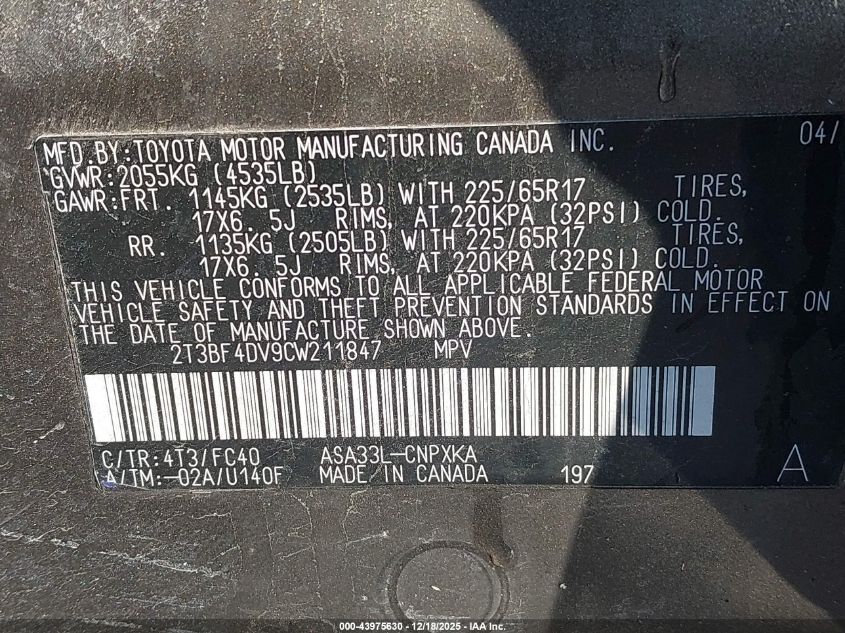 MFD.BY:TOYOTA MOTOR MANUFACTURING CANADA INC. 04/
GVWR:2055KG (4535LB)
GAWR:FRT. 1145KG (2535LB) WITH 225/65R17 TIRES,
17X6. 5J RIMS, AT 220KPA (32PSI) COLD.
RR. 1135KG (2505LB) WITH 225/65R17 TIRES,
17X6. 5J RIMS, AT 220KPA (32PSI) COLD.
THIS VEHICLE CONFORMS TO ALL APPLICABLE FEDERAL MOTOR
VEHICLE SAFETY AND THEFT PREVENTION STANDARDS IN EFFECT ON
THE DATE OF MANUFACTURE SHOWN ABOVE.
2T3BF4DV9CW211847 MPV
C/TR:4T3/FC40 ASA33L-CNPXKA
A/TM:-02A/U140F MADE IN CANADA 197 A
000-43975630 - 12/18/2025 - IAA Inc.